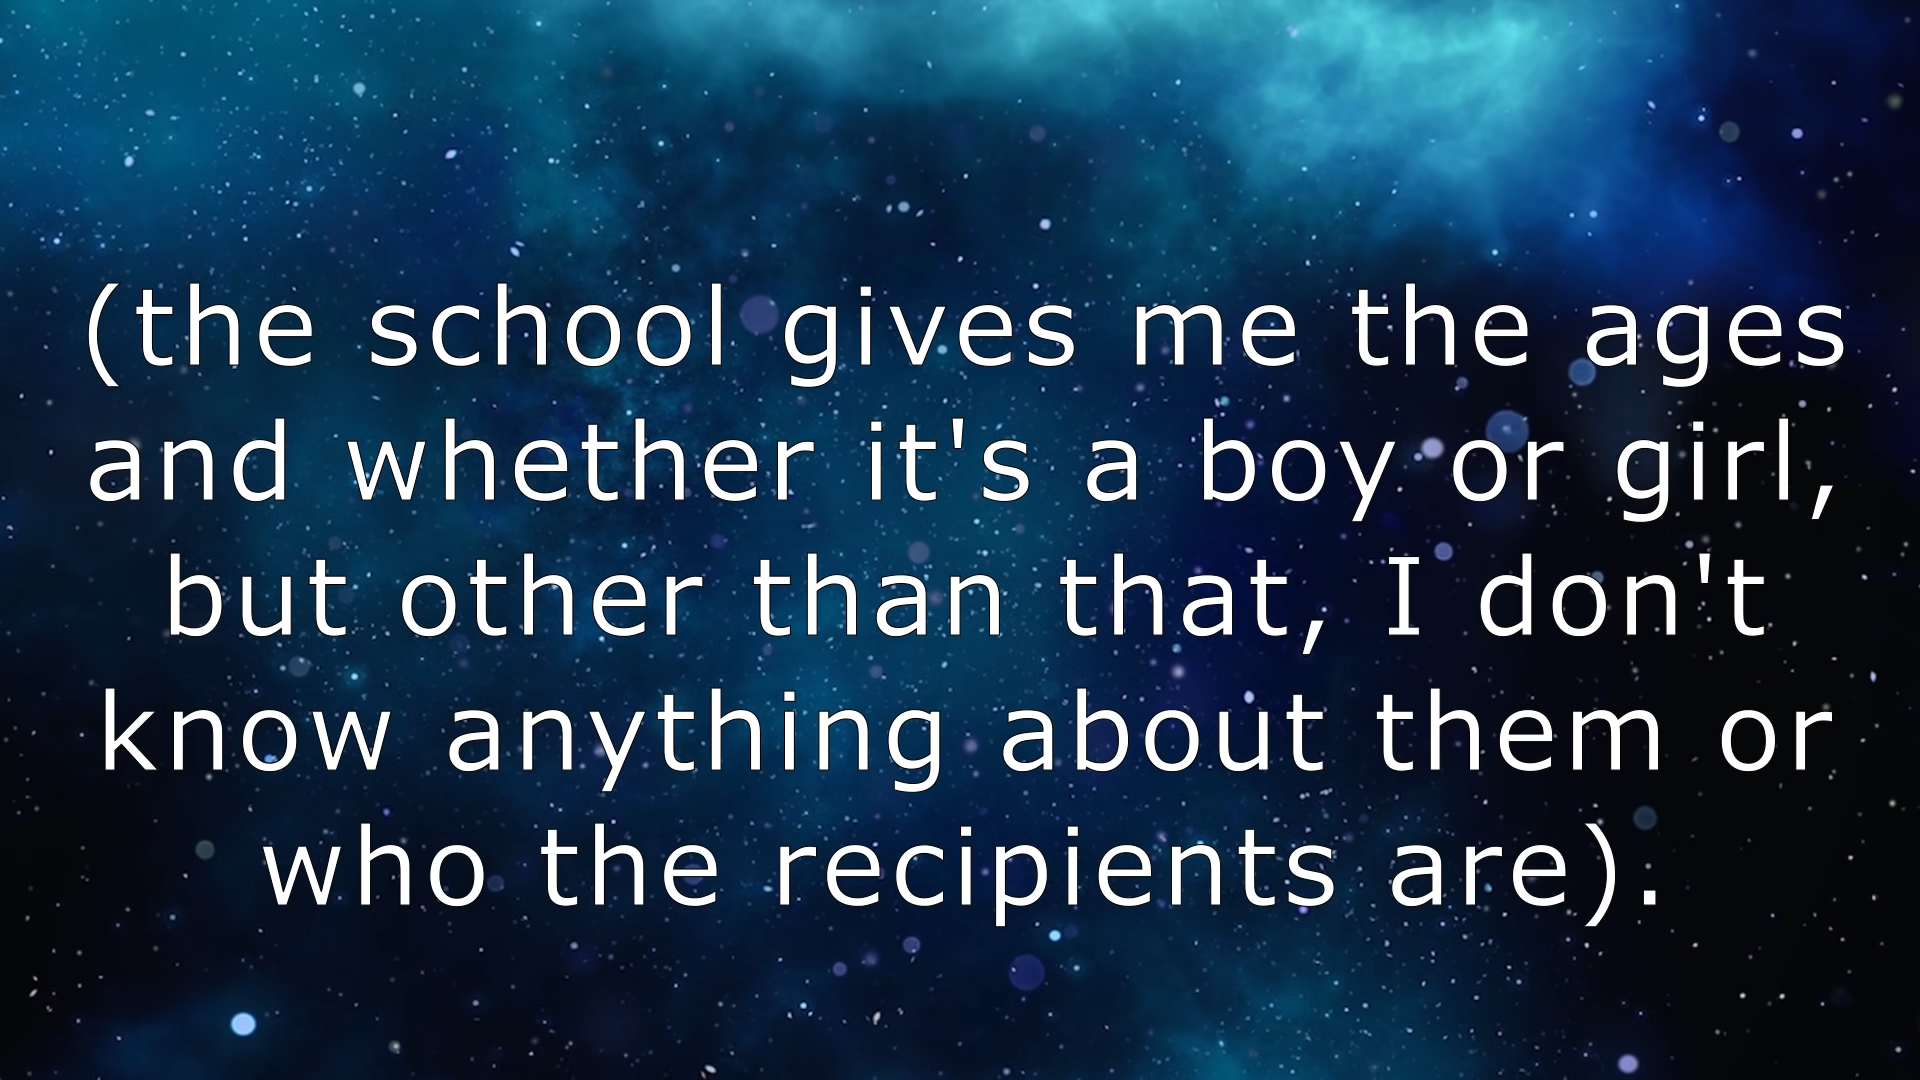 (the school gives me the ages
and whether it's a boy or girl,
but other than that, I don't
know anything about them or
who the recipients are).